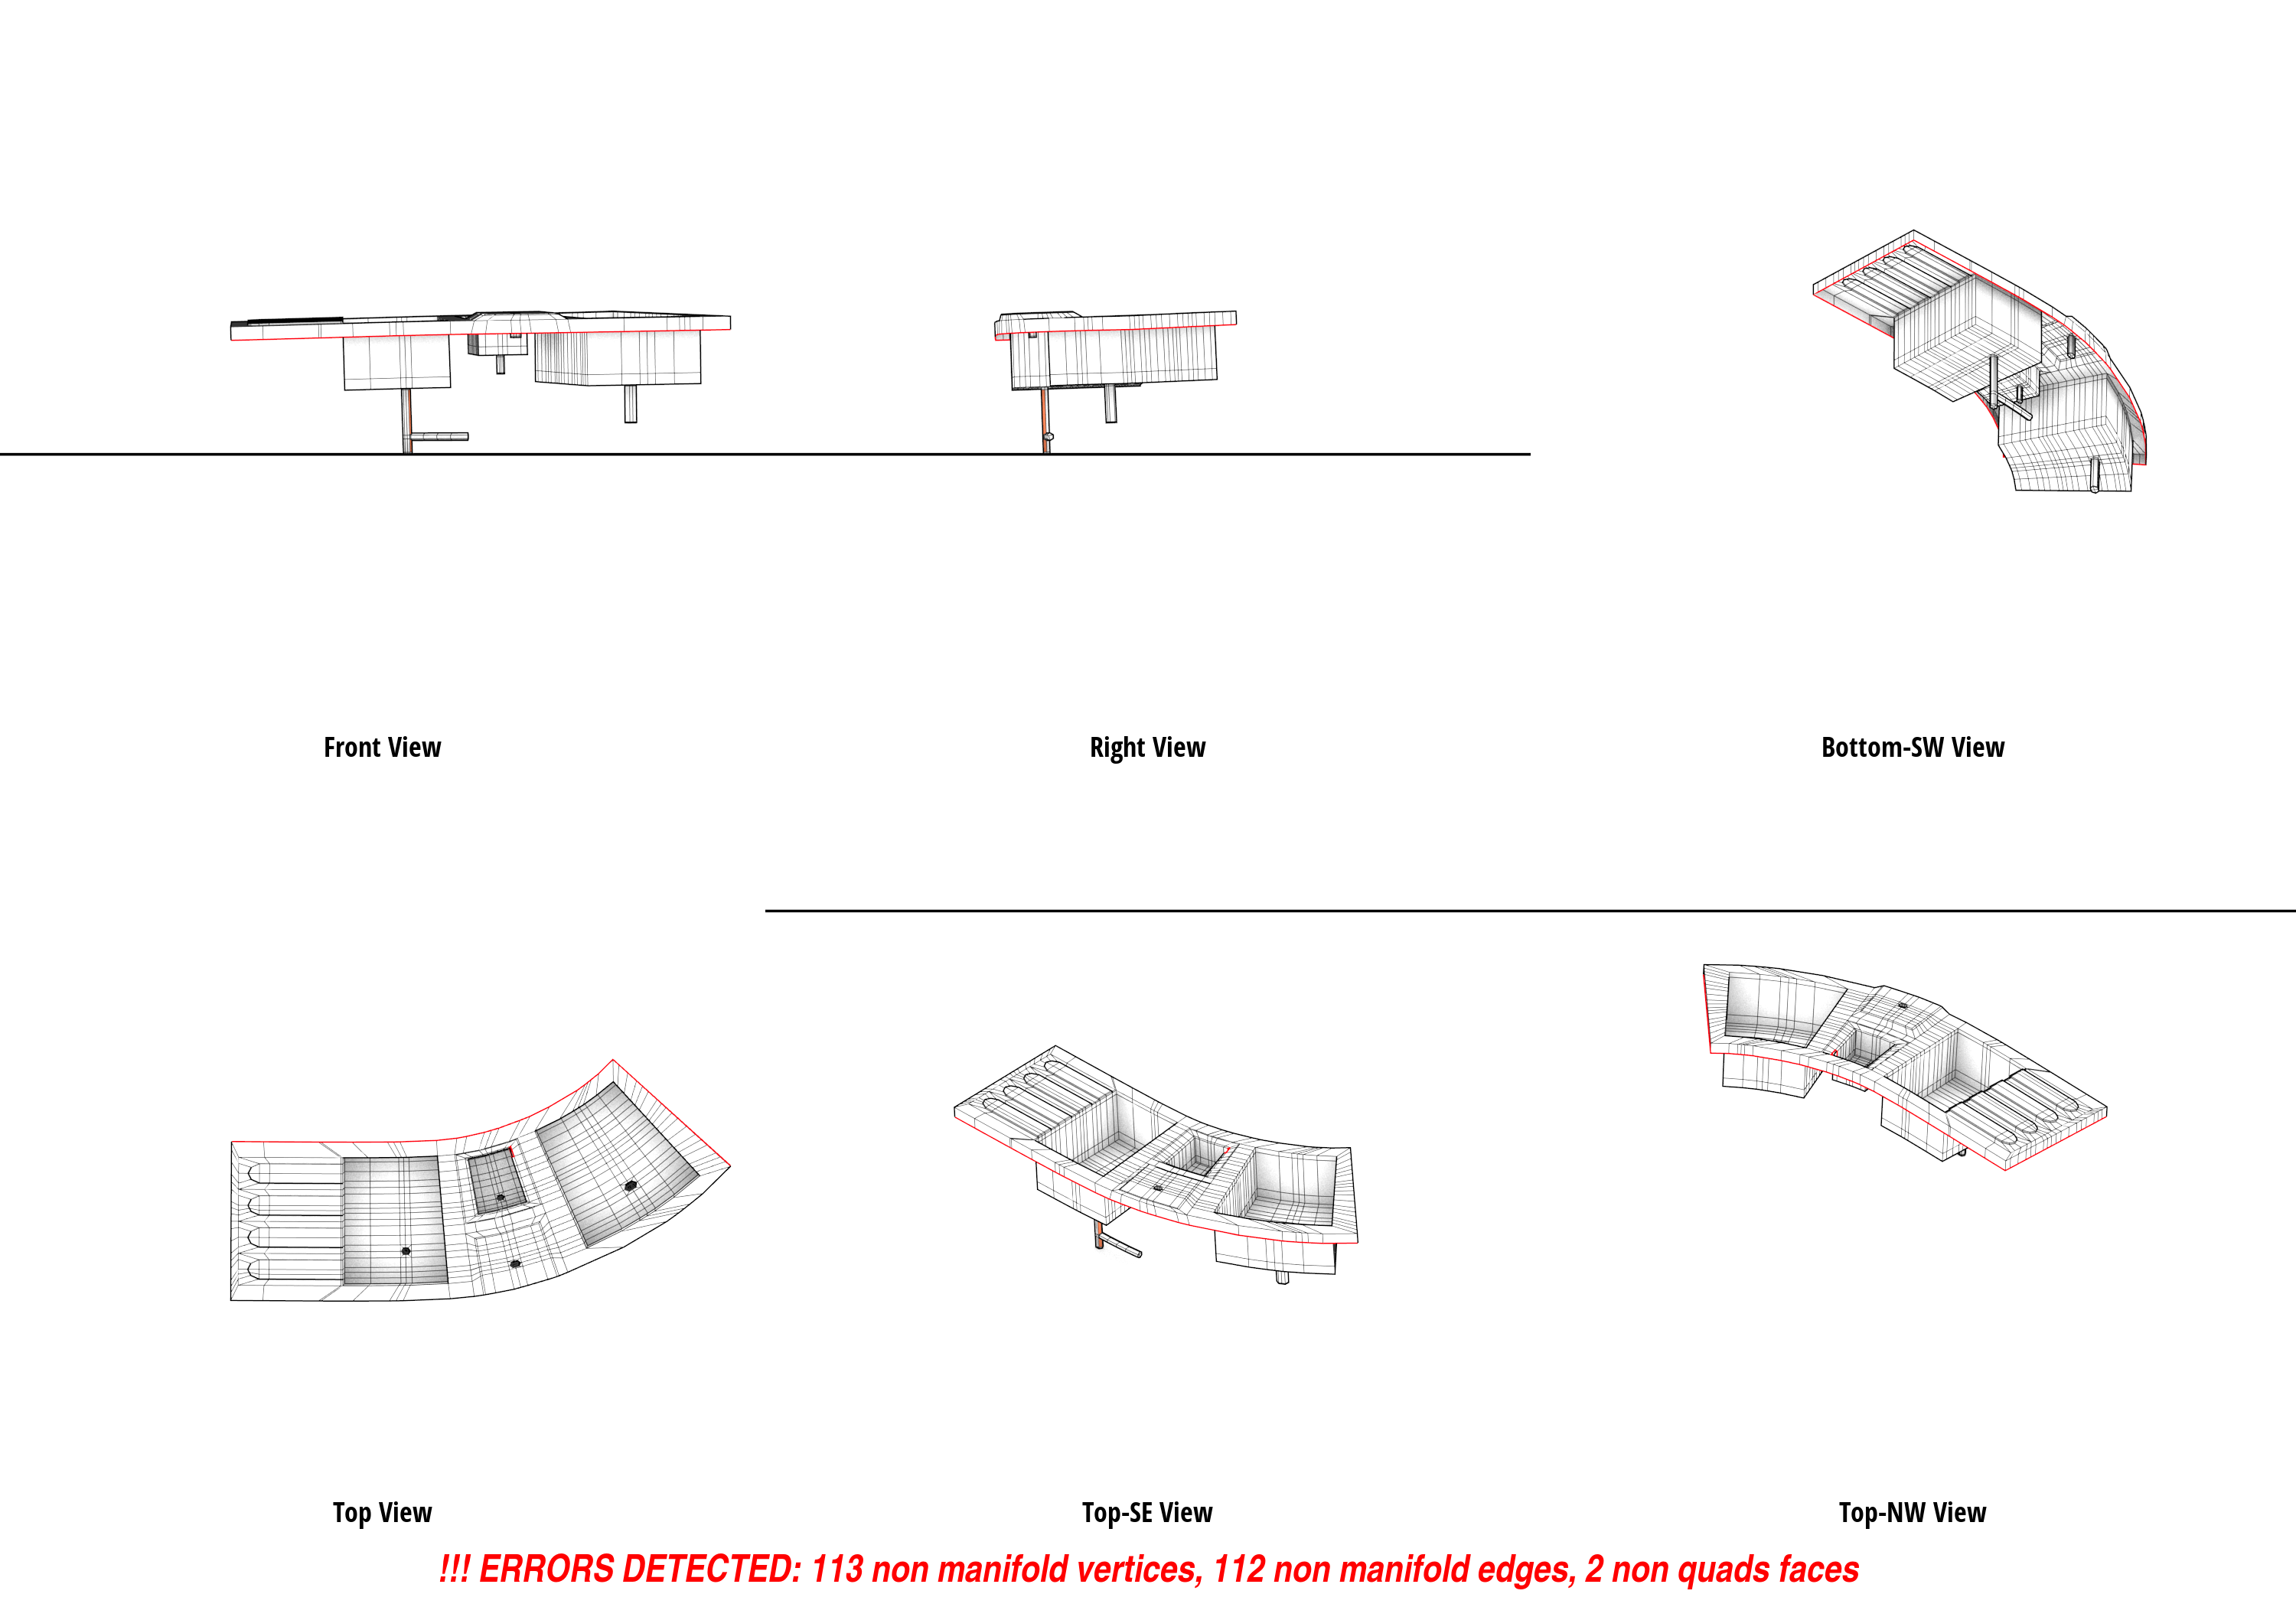 Front View
Right View
Bottom-SW View
Top View
Top-SE View
Top-NW View
!!! ERRORS DETECTED: 113 non manifold vertices, 112 non manifold edges, 2 non quads faces